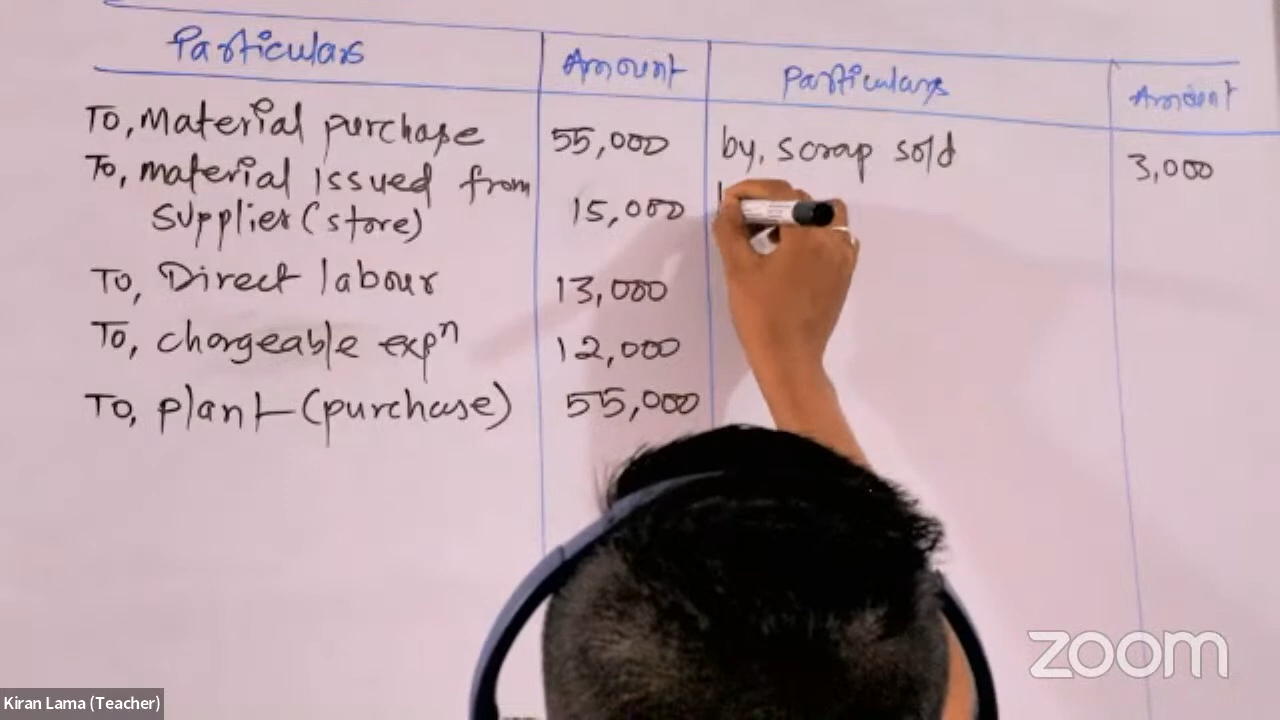 Particulars Amount Particulars Amount
To, Material purchase 55,000 by, scrap sold 3,000
To, material issued from
supplier (store) 15,000
To, Direct labour 13,000
To, chargeable expⁿ 12,000
To, plant (purchase) 55,000
zoom
Kiran Lama (Teacher)